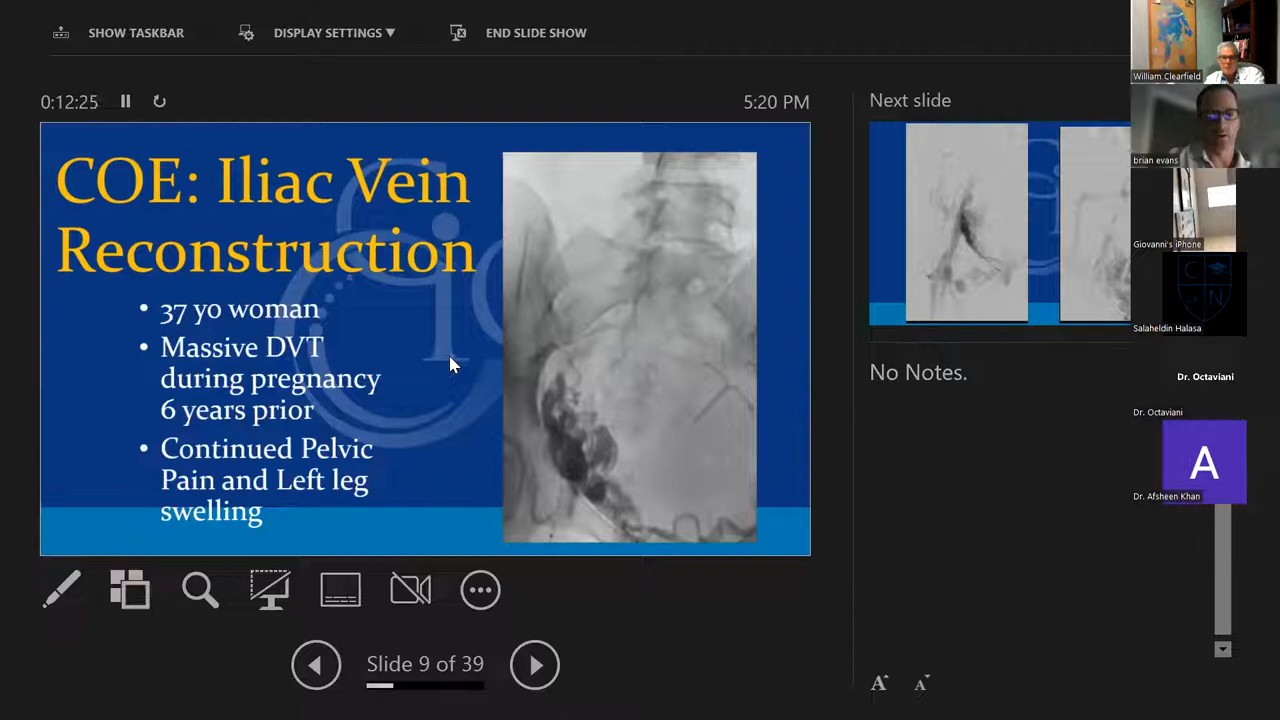 SHOW TASKBAR
DISPLAY SETTINGS ▼
END SLIDE SHOW
0:12:25
5:20 PM
Next slide
COE: Iliac Vein
Reconstruction
• 37 yo woman
• Massive DVT
during pregnancy
6 years prior
• Continued Pelvic
Pain and Left leg
swelling
No Notes.
Slide 9 of 39
A
A
William Clearfield
brian evans
Giovanni's iPhone
C
N
Salaheldin Halasa
Dr. Octaviani
Dr. Octaviani
A
Dr. Afsheen Khan